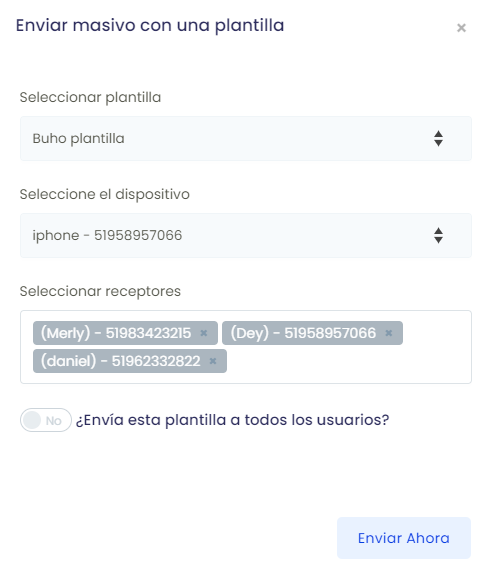 Enviar masivo con una plantilla ×
Seleccionar plantilla
Buho plantilla
Seleccione el dispositivo
iphone - 51958957066
Seleccionar receptores
(Merly) - 51983423215 × (Dey) - 51958957066 ×
(daniel) - 51962332822 ×
No ¿Envía esta plantilla a todos los usuarios?
Enviar Ahora